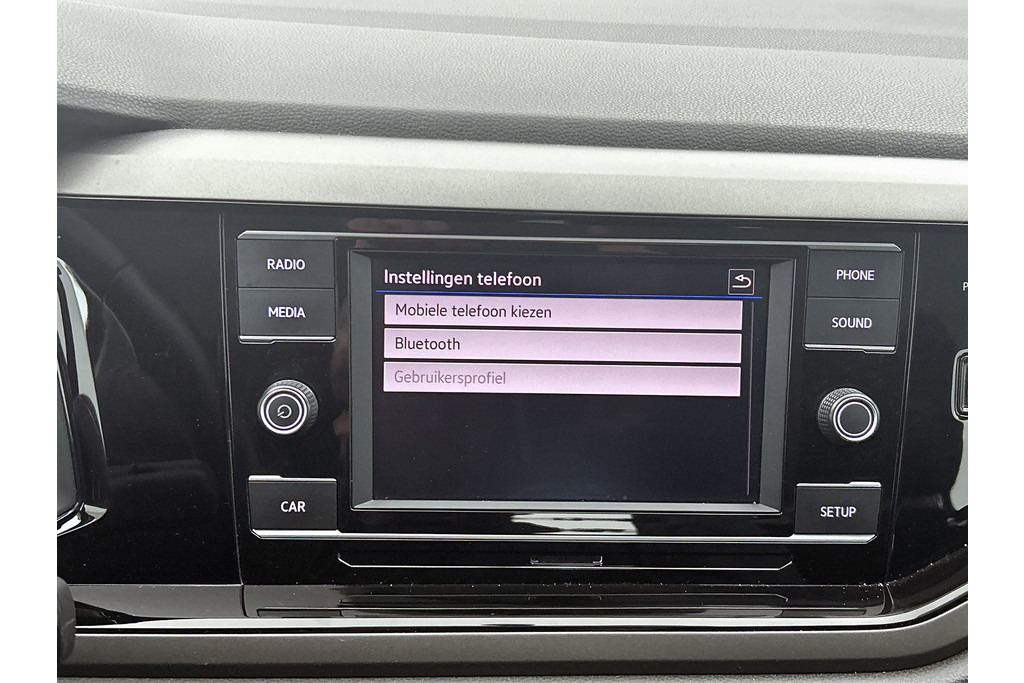 RADIO
MEDIA
CAR
Instellingen telefoon
Mobiele telefoon kiezen
Bluetooth
Gebruikersprofiel
PHONE
SOUND
SETUP